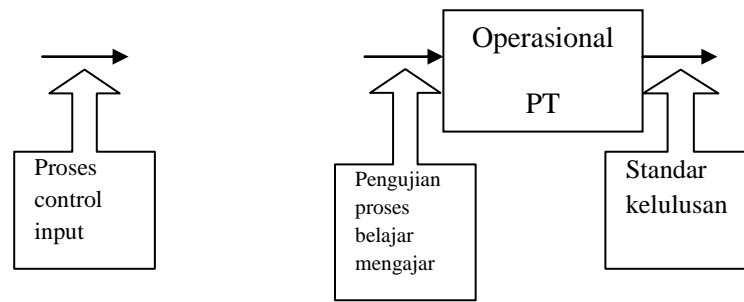 Operasional
PT
Proses
control
input
Pengujian
proses
belajar
mengajar
Standar
kelulusan